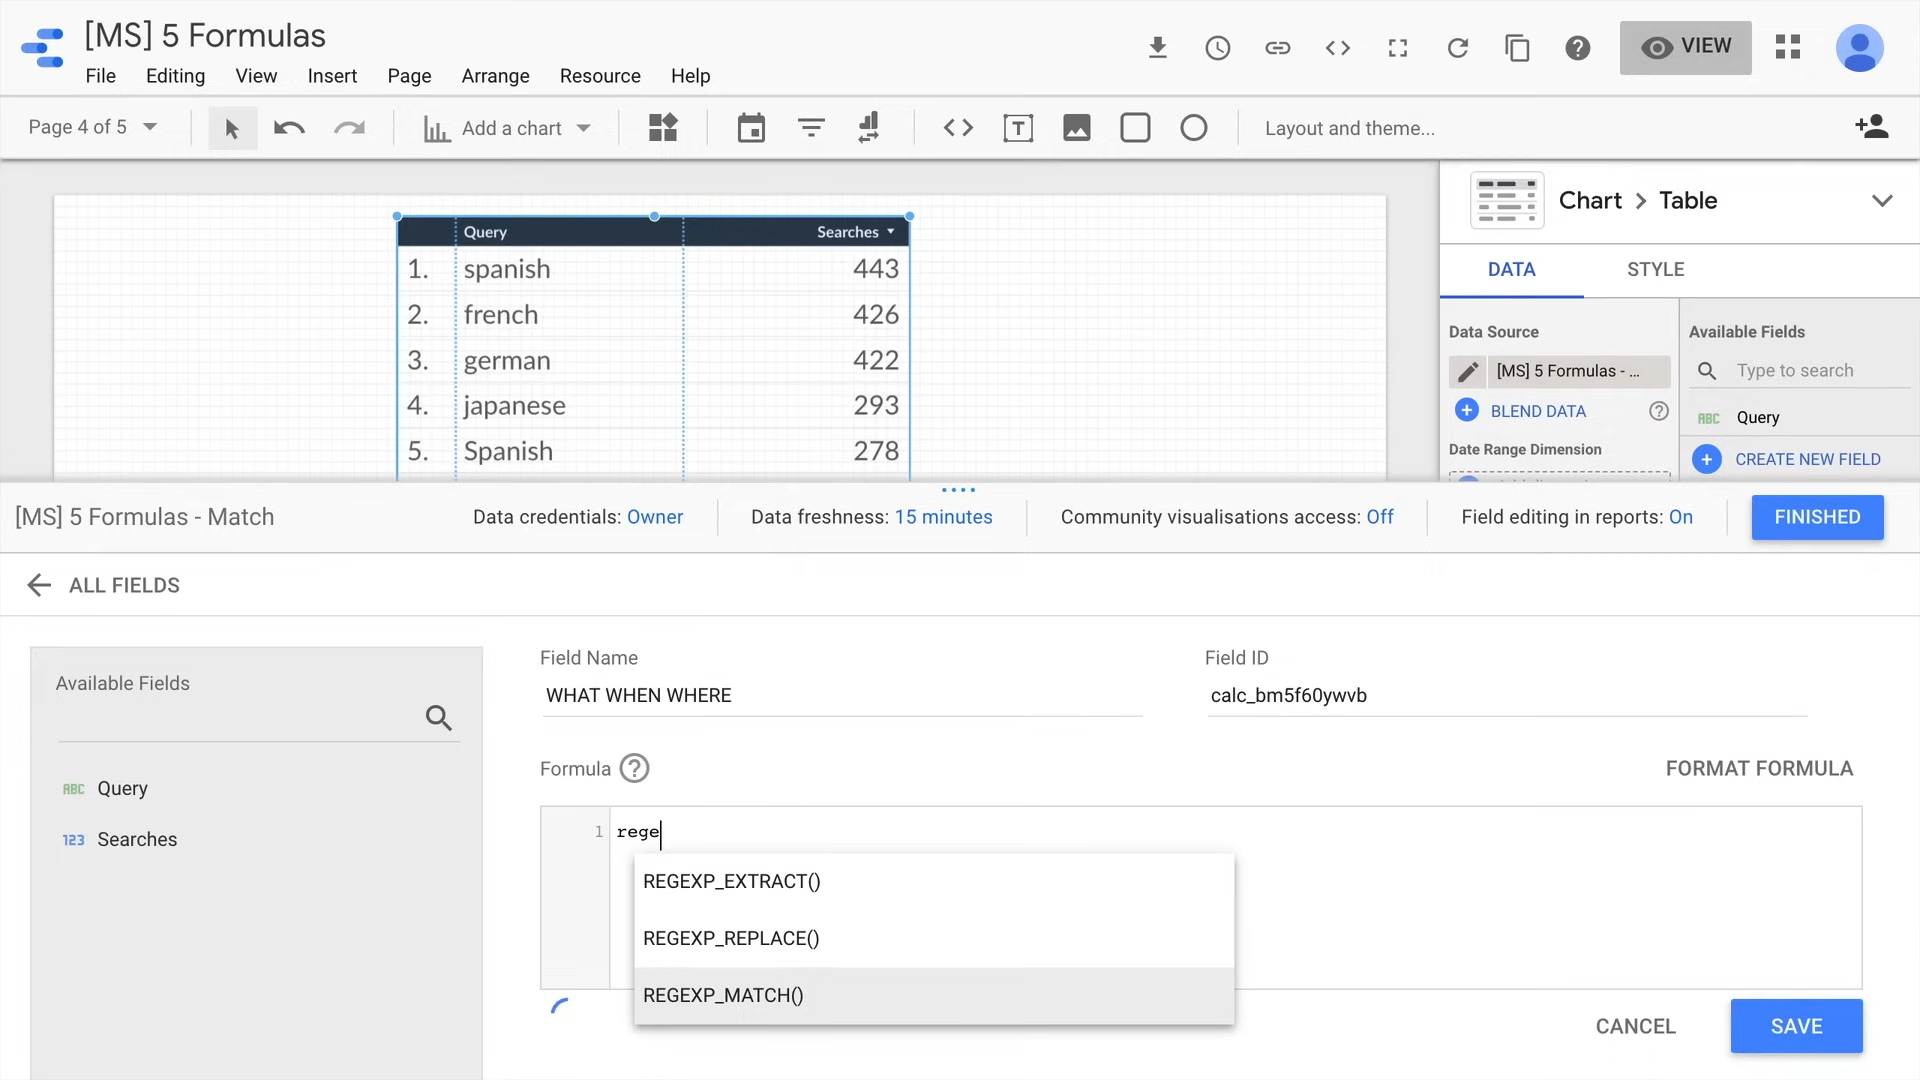 [MS] 5 Formulas
File Editing View Insert Page Arrange Resource Help
VIEW
Page 4 of 5
Add a chart
Layout and theme...
Query Searches
1. spanish 443
2. french 426
3. german 422
4. japanese 293
5. Spanish 278
Chart > Table
DATA STYLE
Data Source
[MS] 5 Formulas - ...
BLEND DATA
Date Range Dimension
Available Fields
Type to search
ABC Query
CREATE NEW FIELD
[MS] 5 Formulas - Match
Data credentials: Owner
Data freshness: 15 minutes
Community visualisations access: Off
Field editing in reports: On
FINISHED
ALL FIELDS
Available Fields
ABC Query
123 Searches
Field Name
WHAT WHEN WHERE
Field ID
calc_bm5f60ywvb
Formula
FORMAT FORMULA
1 rege
REGEXP_EXTRACT()
REGEXP_REPLACE()
REGEXP_MATCH()
CANCEL
SAVE